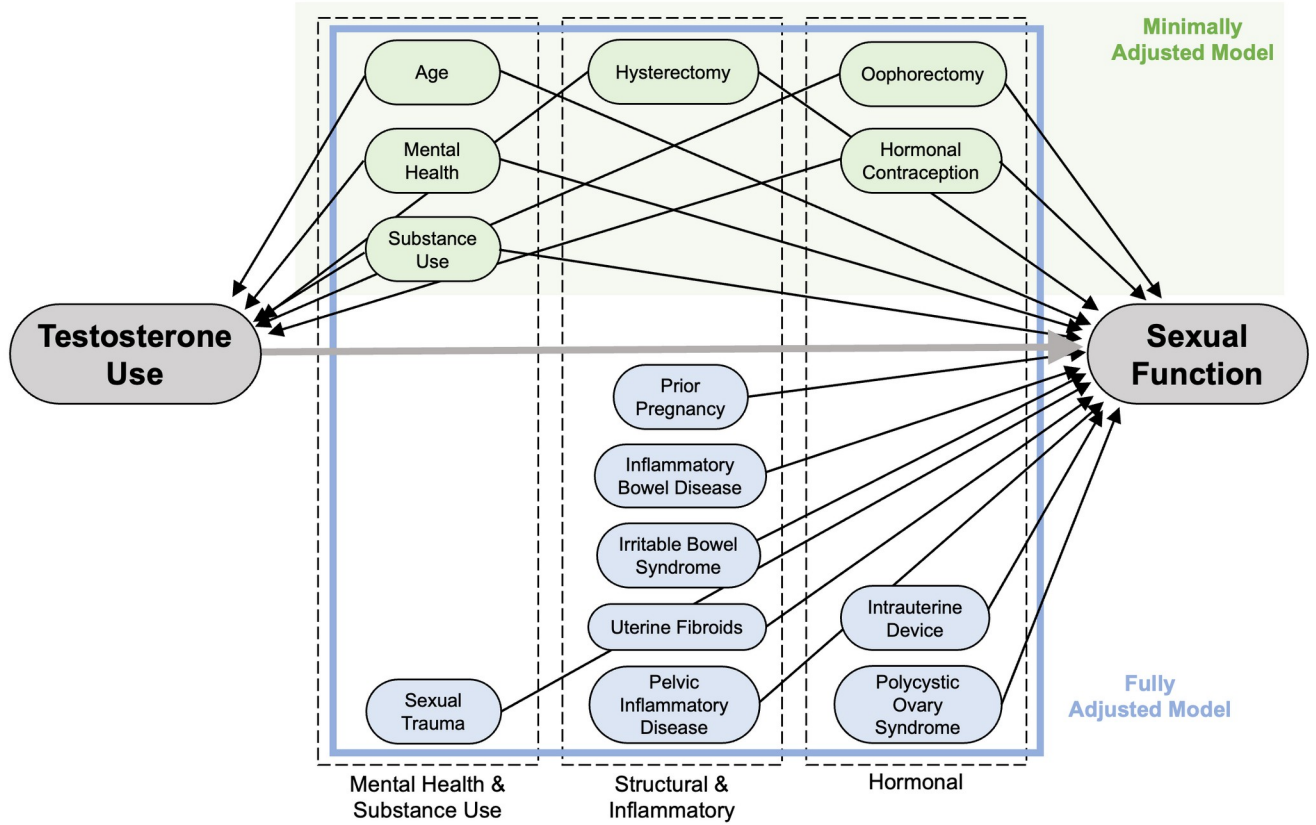 Minimally
Adjusted Model
Age
Hysterectomy
Oophorectomy
Mental
Health
Hormonal
Contraception
Substance
Use
Testosterone
Use
Sexual
Function
Prior
Pregnancy
Inflammatory
Bowel Disease
Irritable Bowel
Syndrome
Uterine Fibroids
Intrauterine
Device
Sexual
Trauma
Pelvic
Inflammatory
Disease
Polycystic
Ovary
Syndrome
Fully
Adjusted Model
Mental Health &
Substance Use
Structural &
Inflammatory
Hormonal